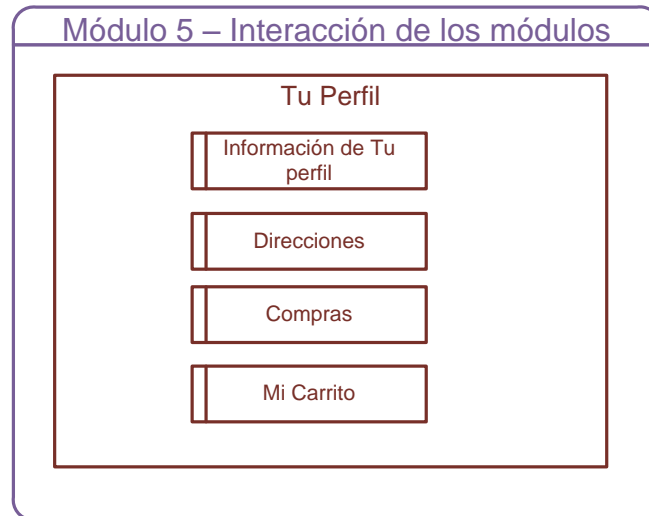 Módulo 5 – Interacción de los módulos
Tu Perfil
Información de Tu
perfil
Direcciones
Compras
Mi Carrito